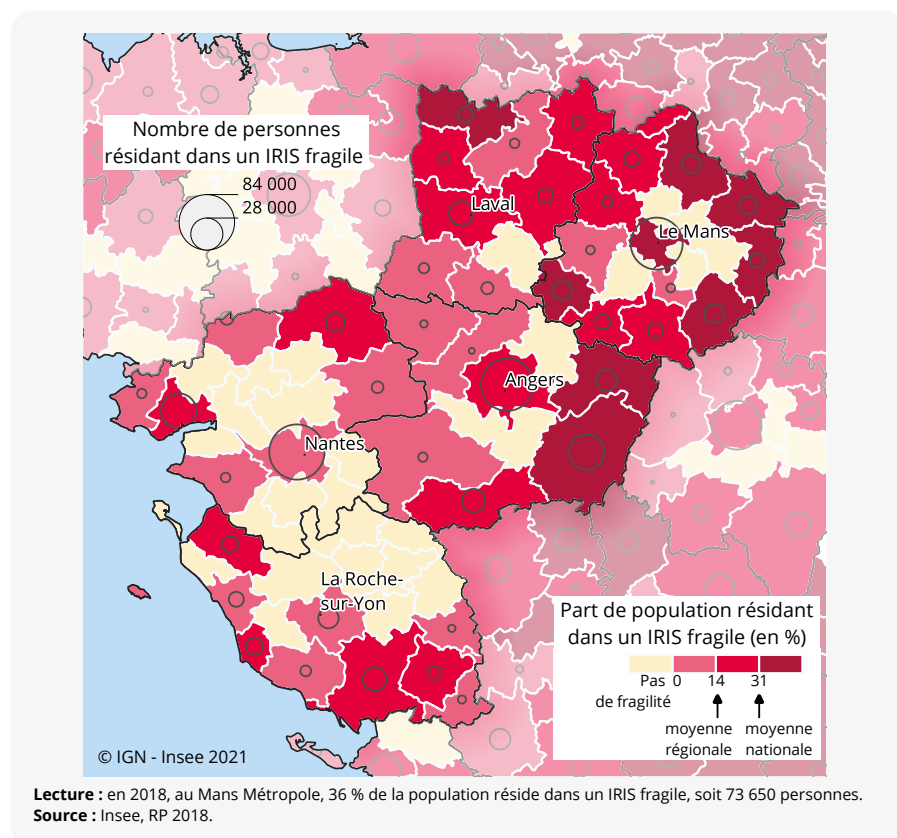 Nombre de personnes
résidant dans un IRIS fragile
84 000
28 000
Laval
Le Mans
Angers
Nantes
La Roche-
sur-Yon
Part de population résidant
dans un IRIS fragile (en %)
Pas 0 14 31
de fragilité
moyenne moyenne
régionale nationale
© IGN - Insee 2021
Lecture : en 2018, au Mans Métropole, 36 % de la population réside dans un IRIS fragile, soit 73 650 personnes.
Source : Insee, RP 2018.